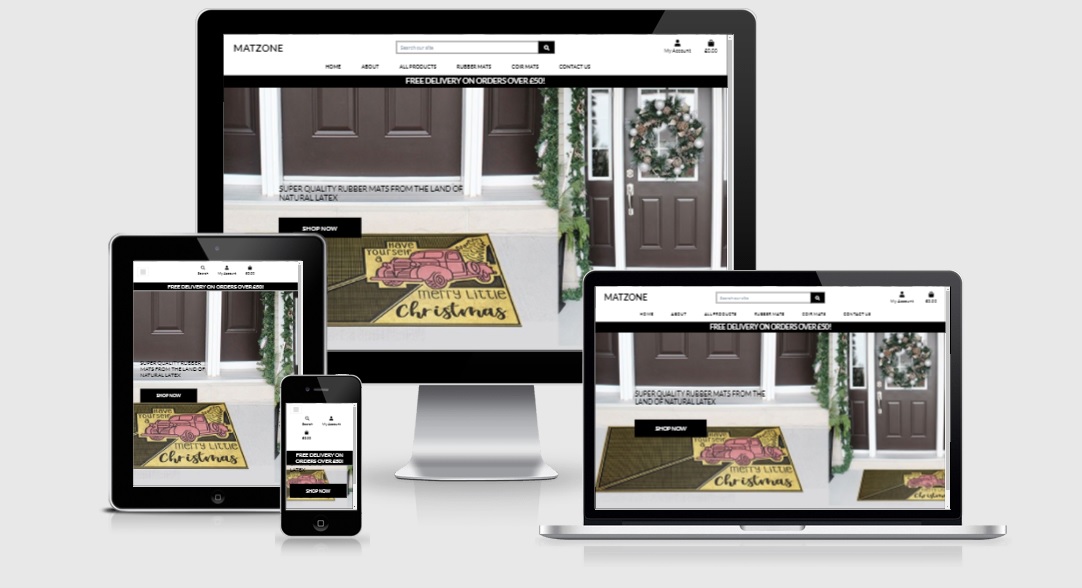 MATZONE
Search our site
My Account
£0.00
HOME ABOUT ALL PRODUCTS RUBBER MATS COIR MATS CONTACT US
FREE DELIVERY ON ORDERS OVER £50!
SUPER QUALITY RUBBER MATS FROM THE LAND OF
NATURAL LATEX
SHOP NOW
HAVE
YOURSELF
A
MERRY LITTLE
Christmas
Search
My Account
£0.00
FREE DELIVERY ON ORDERS OVER £50!
SUPER QUALITY RUBBER
MATS FROM THE LAND OF
NATURAL LATEX
SHOP NOW
HAVE
YOURSELF
A
MERRY LITTLE
Christmas
Search
My Account
£0.00
FREE DELIVERY ON
ORDERS OVER £50!
LATEX
SHOP NOW
MATZONE
Search our site
My Account
£0.00
HOME ABOUT ALL PRODUCTS RUBBER MATS COIR MATS CONTACT US
FREE DELIVERY ON ORDERS OVER £50!
SUPER QUALITY RUBBER MATS FROM THE
LAND OF NATURAL LATEX
SHOP NOW
MERRY LITTLE
Christmas
HAVE
YOURSELF
A
MERRY
Christma